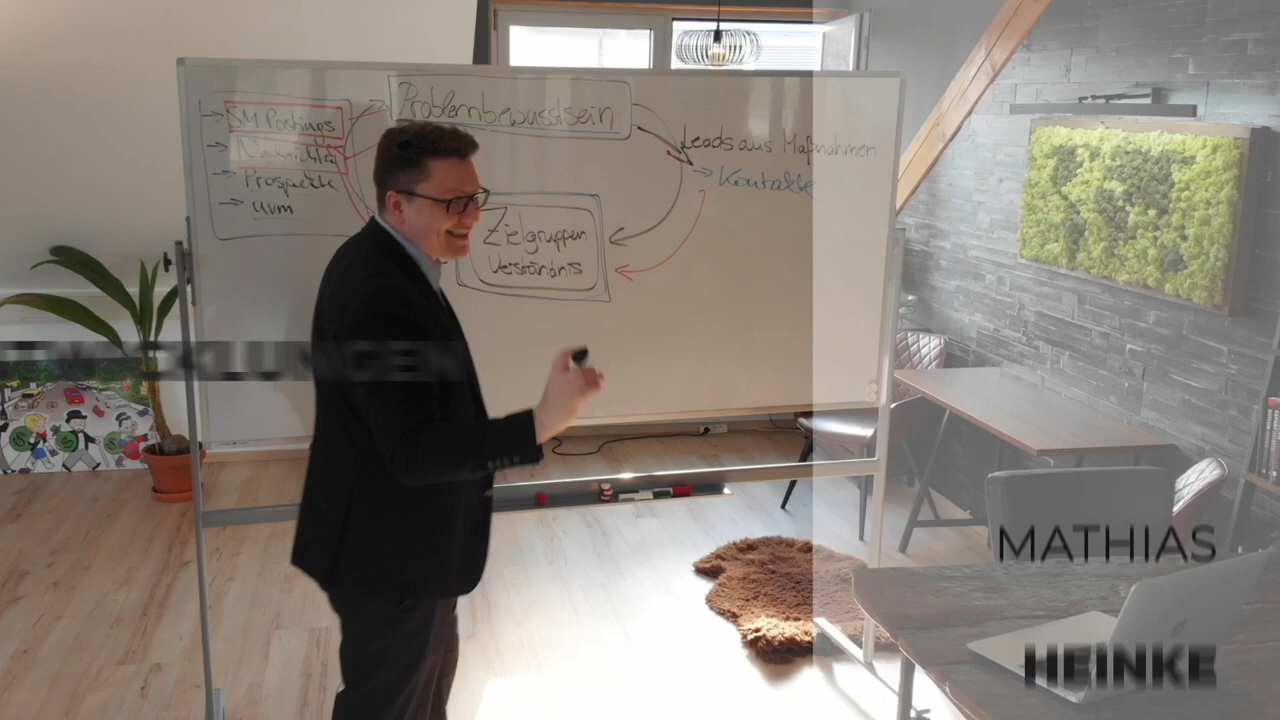 Problembewusstsein
→ SM Postings
→ Nachrichten
→ Prospekte
→ uvm
Leads aus Maßnahmen
→ Kontakte
Zielgruppen
Verständnis
MATHIAS
HEINKE